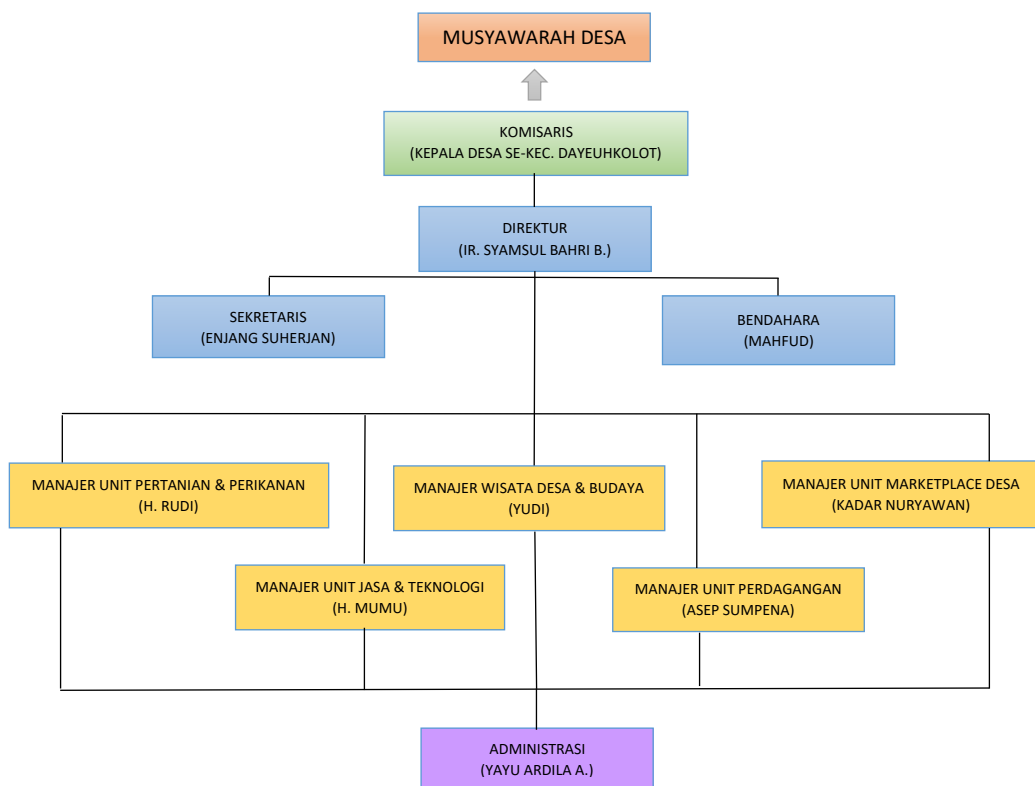 MUSYAWARAH DESA
KOMISARIS
(KEPALA DESA SE-KEC. DAYEUHKOLOT)
DIREKTUR
(IR. SYAMSUL BAHRI B.)
SEKRETARIS
(ENJANG SUHERJAN)
BENDAHARA
(MAHFUD)
MANAJER UNIT PERTANIAN & PERIKANAN
(H. RUDI)
MANAJER WISATA DESA & BUDAYA
(YUDI)
MANAJER UNIT MARKETPLACE DESA
(KADAR NURYAWAN)
MANAJER UNIT JASA & TEKNOLOGI
(H. MUMU)
MANAJER UNIT PERDAGANGAN
(ASEP SUMPENA)
ADMINISTRASI
(YAYU ARDILA A.)